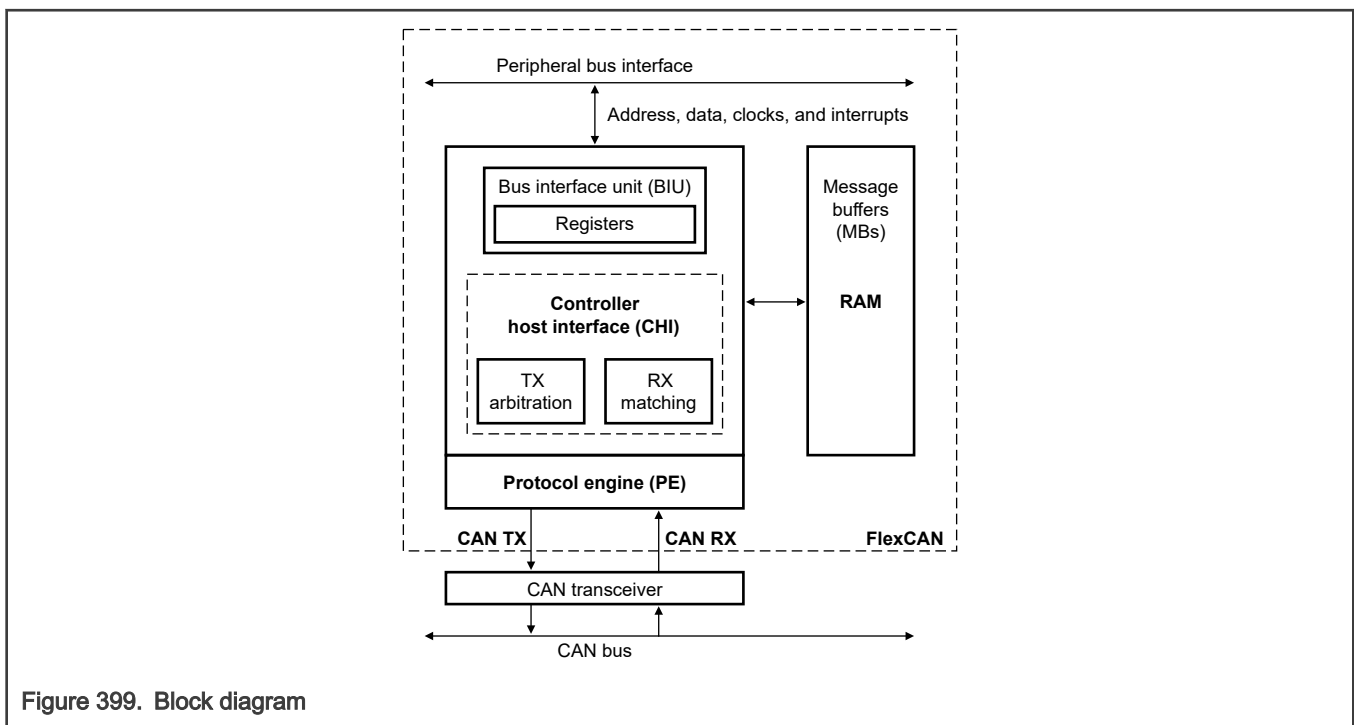 Peripheral bus interface
Address, data, clocks, and interrupts
Bus interface unit (BIU)
Registers
Message
buffers
(MBs)
RAM
Controller
host interface (CHI)
TX
arbitration
RX
matching
Protocol engine (PE)
CAN TX
CAN RX
FlexCAN
CAN transceiver
CAN bus
Figure 399. Block diagram